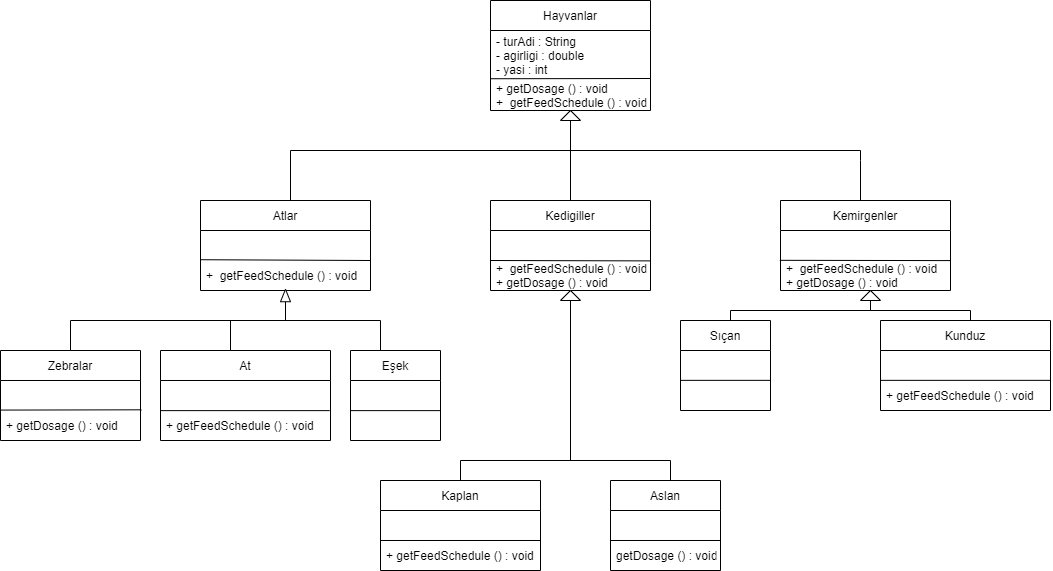 Hayvanlar
- turAdi : String
- agirligi : double
- yasi : int
+ getDosage () : void
+ getFeedSchedule () : void
Atlar
+ getFeedSchedule () : void
Kedigiller
+ getFeedSchedule () : void
+ getDosage () : void
Kemirgenler
+ getFeedSchedule () : void
+ getDosage () : void
Zebralar
+ getDosage () : void
At
+ getFeedSchedule () : void
Eşek
Sıçan
Kunduz
+ getFeedSchedule () : void
Kaplan
+ getFeedSchedule () : void
Aslan
getDosage () : void